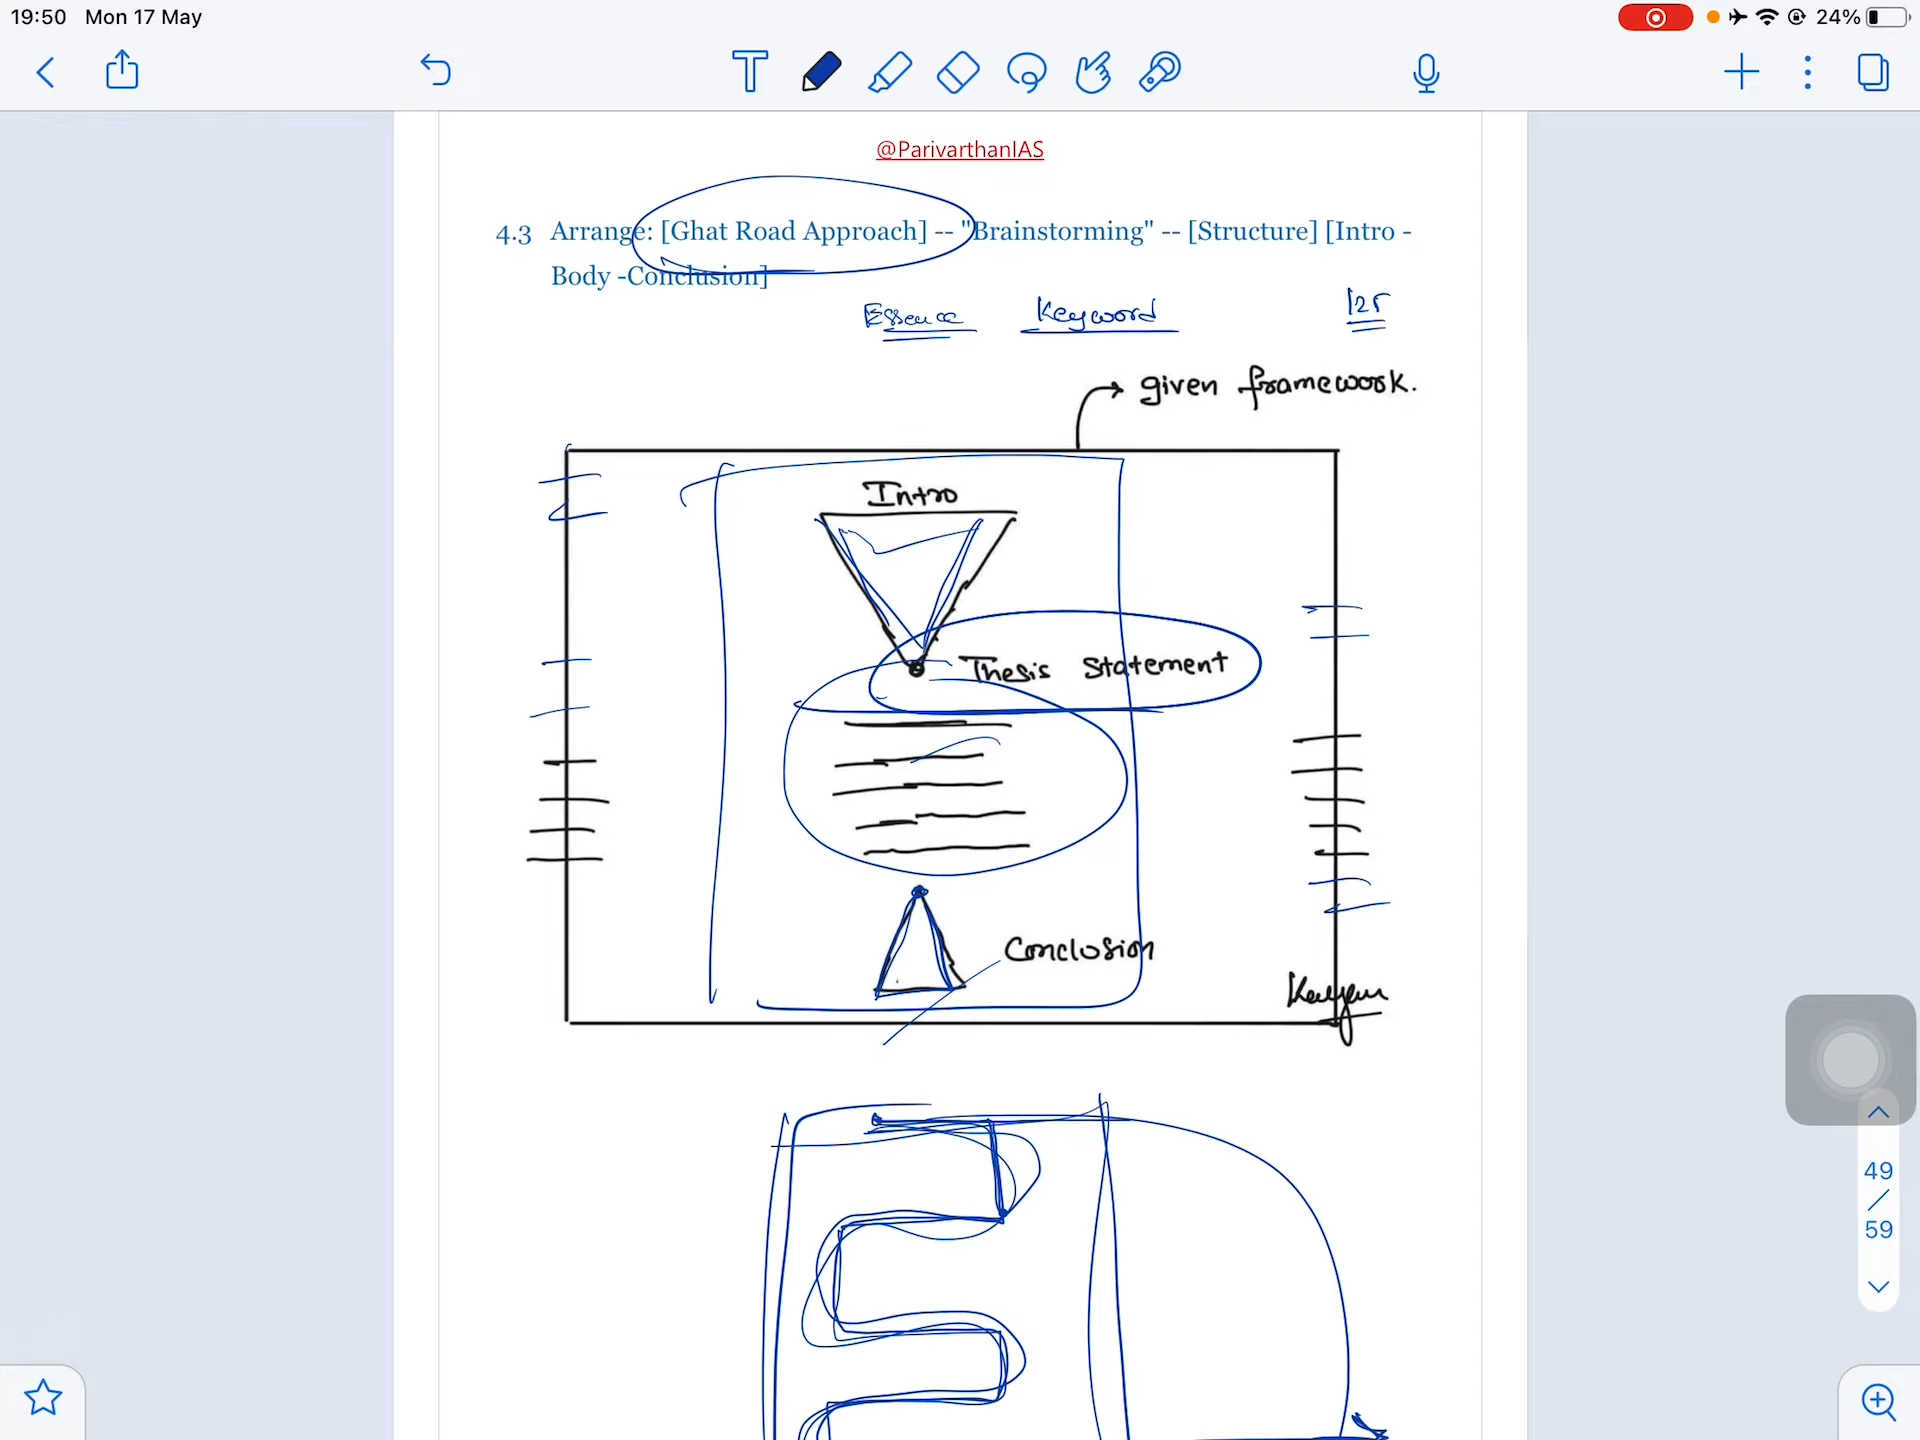 19:50 Mon 17 May
24%
@ParivarthanIAS
4.3 Arrange: [Ghat Road Approach] -- "Brainstorming" -- [Structure] [Intro -
Body -Conclusion]
Essence Keyword 125
given framework.
Intro
Thesis Statement
Conclusion
Kalyan
49
/
59